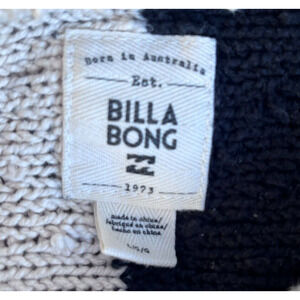 Born in Australia
Est.
BILLA
BONG
1973
made in china/
fabriqué en chine/
hecho en china
L/G/G